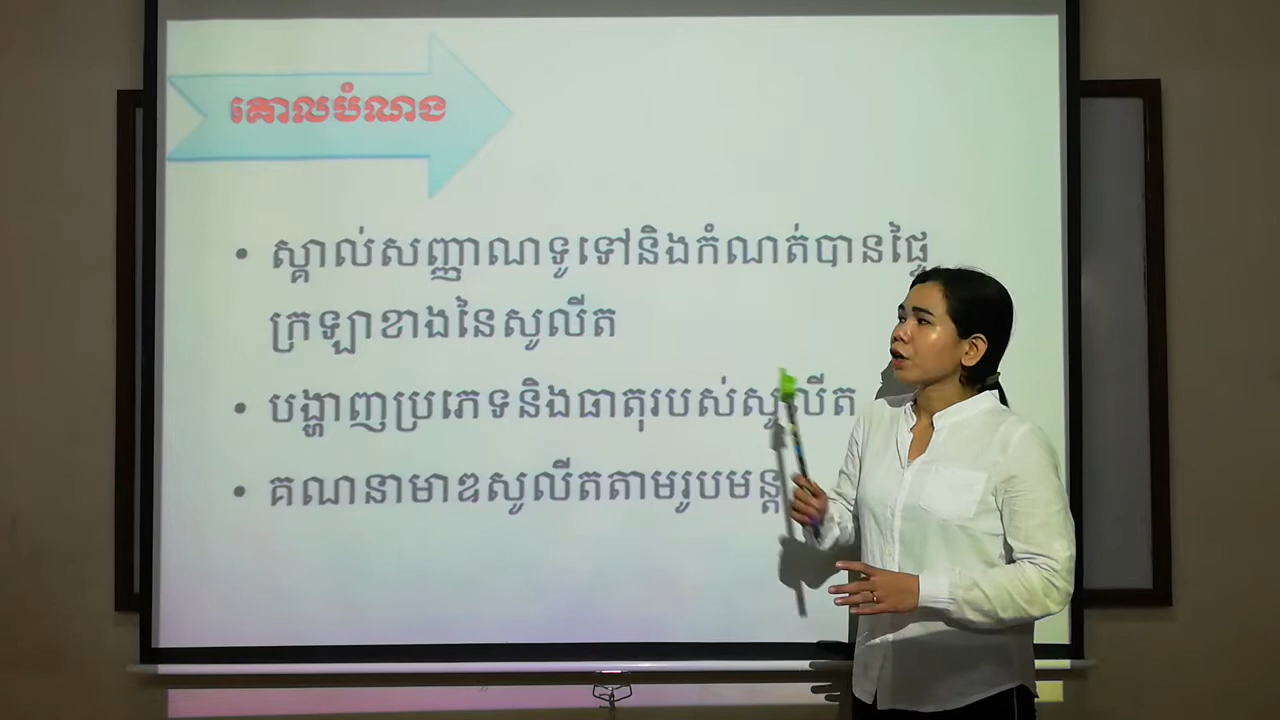 គោលបំណង
• ស្គាល់សញ្ញាណទូទៅនិងកំណត់បានផ្ទៃ
ក្រឡាខាងនៃសូលីត
• បង្ហាញប្រភេទនិងធាតុរបស់សូលីត
• គណនាមាឌសូលីតតាមរូបមន្ត